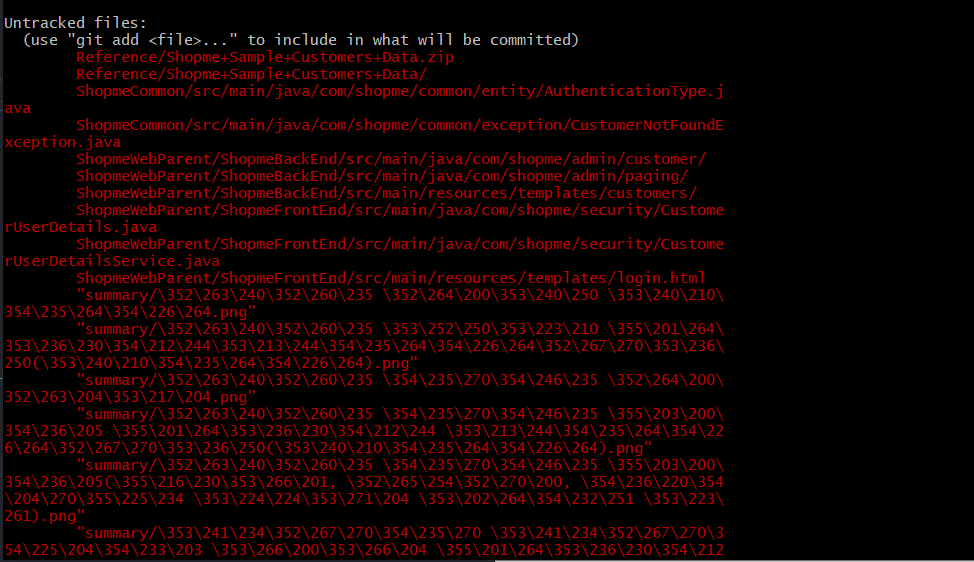 Untracked files:
  (use "git add <file>..." to include in what will be committed)
        Reference/Shopme+Sample+Customers+Data.zip
        Reference/Shopme+Sample+Customers+Data/
        ShopmeCommon/src/main/java/com/shopme/common/entity/AuthenticationType.j
ava
        ShopmeCommon/src/main/java/com/shopme/common/exception/CustomerNotFoundE
xception.java
        ShopmeWebParent/ShopmeBackEnd/src/main/java/com/shopme/admin/customer/
        ShopmeWebParent/ShopmeBackEnd/src/main/java/com/shopme/admin/paging/
        ShopmeWebParent/ShopmeBackEnd/src/main/resources/templates/customers/
        ShopmeWebParent/ShopmeFrontEnd/src/main/java/com/shopme/security/Custome
rUserDetails.java
        ShopmeWebParent/ShopmeFrontEnd/src/main/java/com/shopme/security/Custome
rUserDetailsService.java
        ShopmeWebParent/ShopmeFrontEnd/src/main/resources/templates/login.html
        "summary/\352\263\240\352\260\235 \352\264\200\353\240\250 \353\240\210\
354\235\264\354\226\264.png"
        "summary/\352\263\240\352\260\235 \353\252\250\353\223\210 \355\201\264\
353\236\230\354\212\244\353\213\244\354\235\264\354\226\264\352\267\270\353\236\
250(\353\240\210\354\235\264\354\226\264).png"
        "summary/\352\263\240\352\260\235 \354\235\270\354\246\235 \352\264\200\
352\263\204\353\217\204.png"
        "summary/\352\263\240\352\260\235 \354\235\270\354\246\235 \355\203\200\
354\236\205 \355\201\264\353\236\230\354\212\244 \353\213\244\354\235\264\354\22
6\264\352\267\270\353\236\250(\353\240\210\354\235\264\354\226\264).png"
        "summary/\352\263\240\352\260\235 \354\235\270\354\246\235 \355\203\200\
354\236\205(\355\216\230\353\266\201, \352\265\254\352\270\200, \354\236\220\354
\204\270\355\225\234 \353\224\224\353\271\204 \353\202\264\354\232\251 \353\223\
261).png"
        "summary/\353\241\234\352\267\270\354\235\270 \353\241\234\352\267\270\3
54\225\204\354\233\203 \353\266\200\353\266\204 \355\201\264\353\236\230\354\212